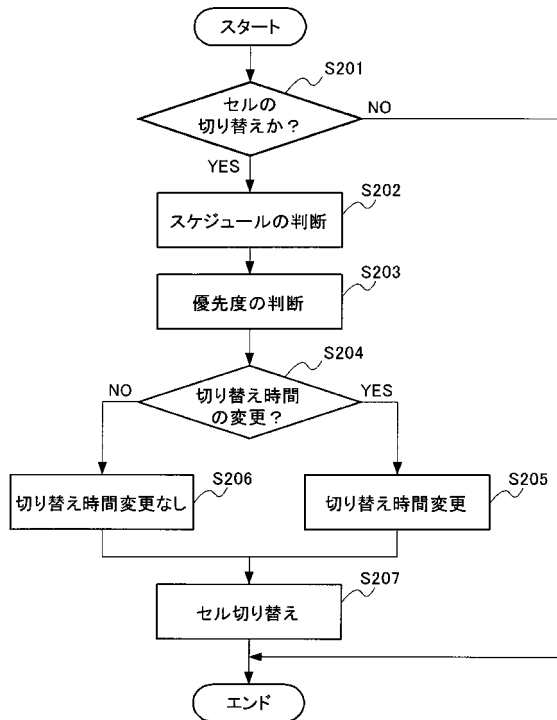 スタート
S201
セルの
切り替えか？
NO
YES
S202
スケジュールの判断
S203
優先度の判断
S204
切り替え時間
の変更？
NO
YES
S206
切り替え時間変更なし
S205
切り替え時間変更
S207
セル切り替え
エンド